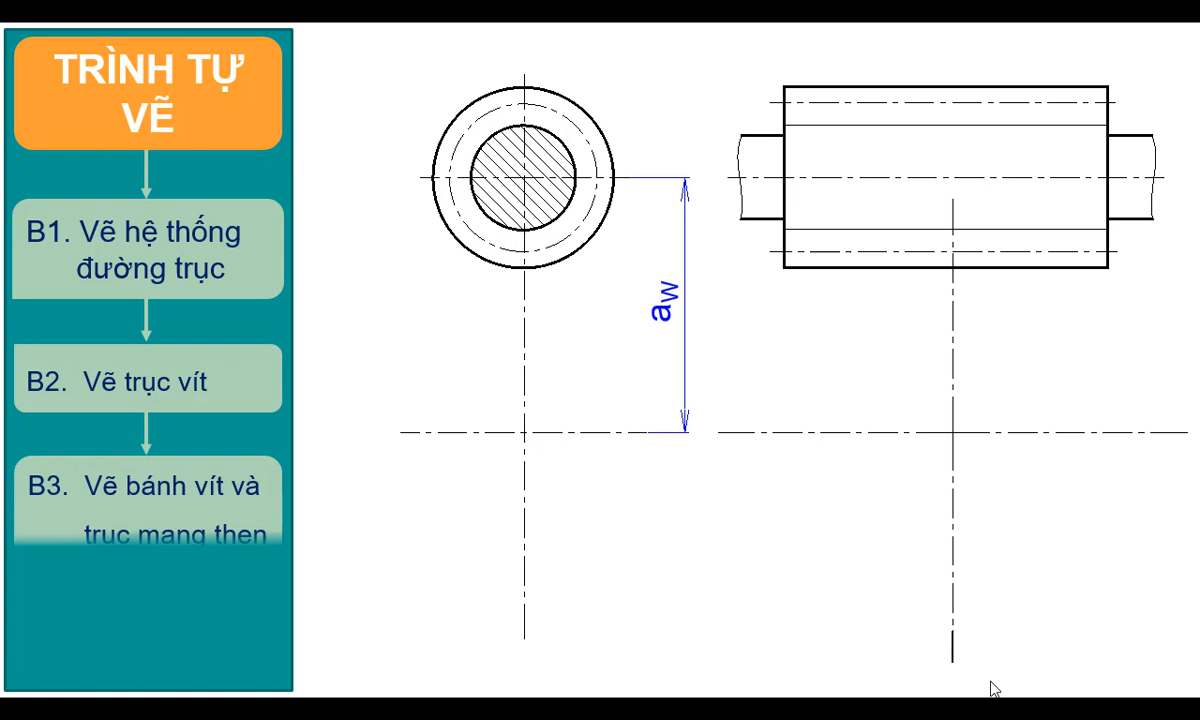 TRÌNH TỰ
VẼ
B1. Vẽ hệ thống
đường trục
B2. Vẽ trục vít
B3. Vẽ bánh vít và
trục mang then
aw